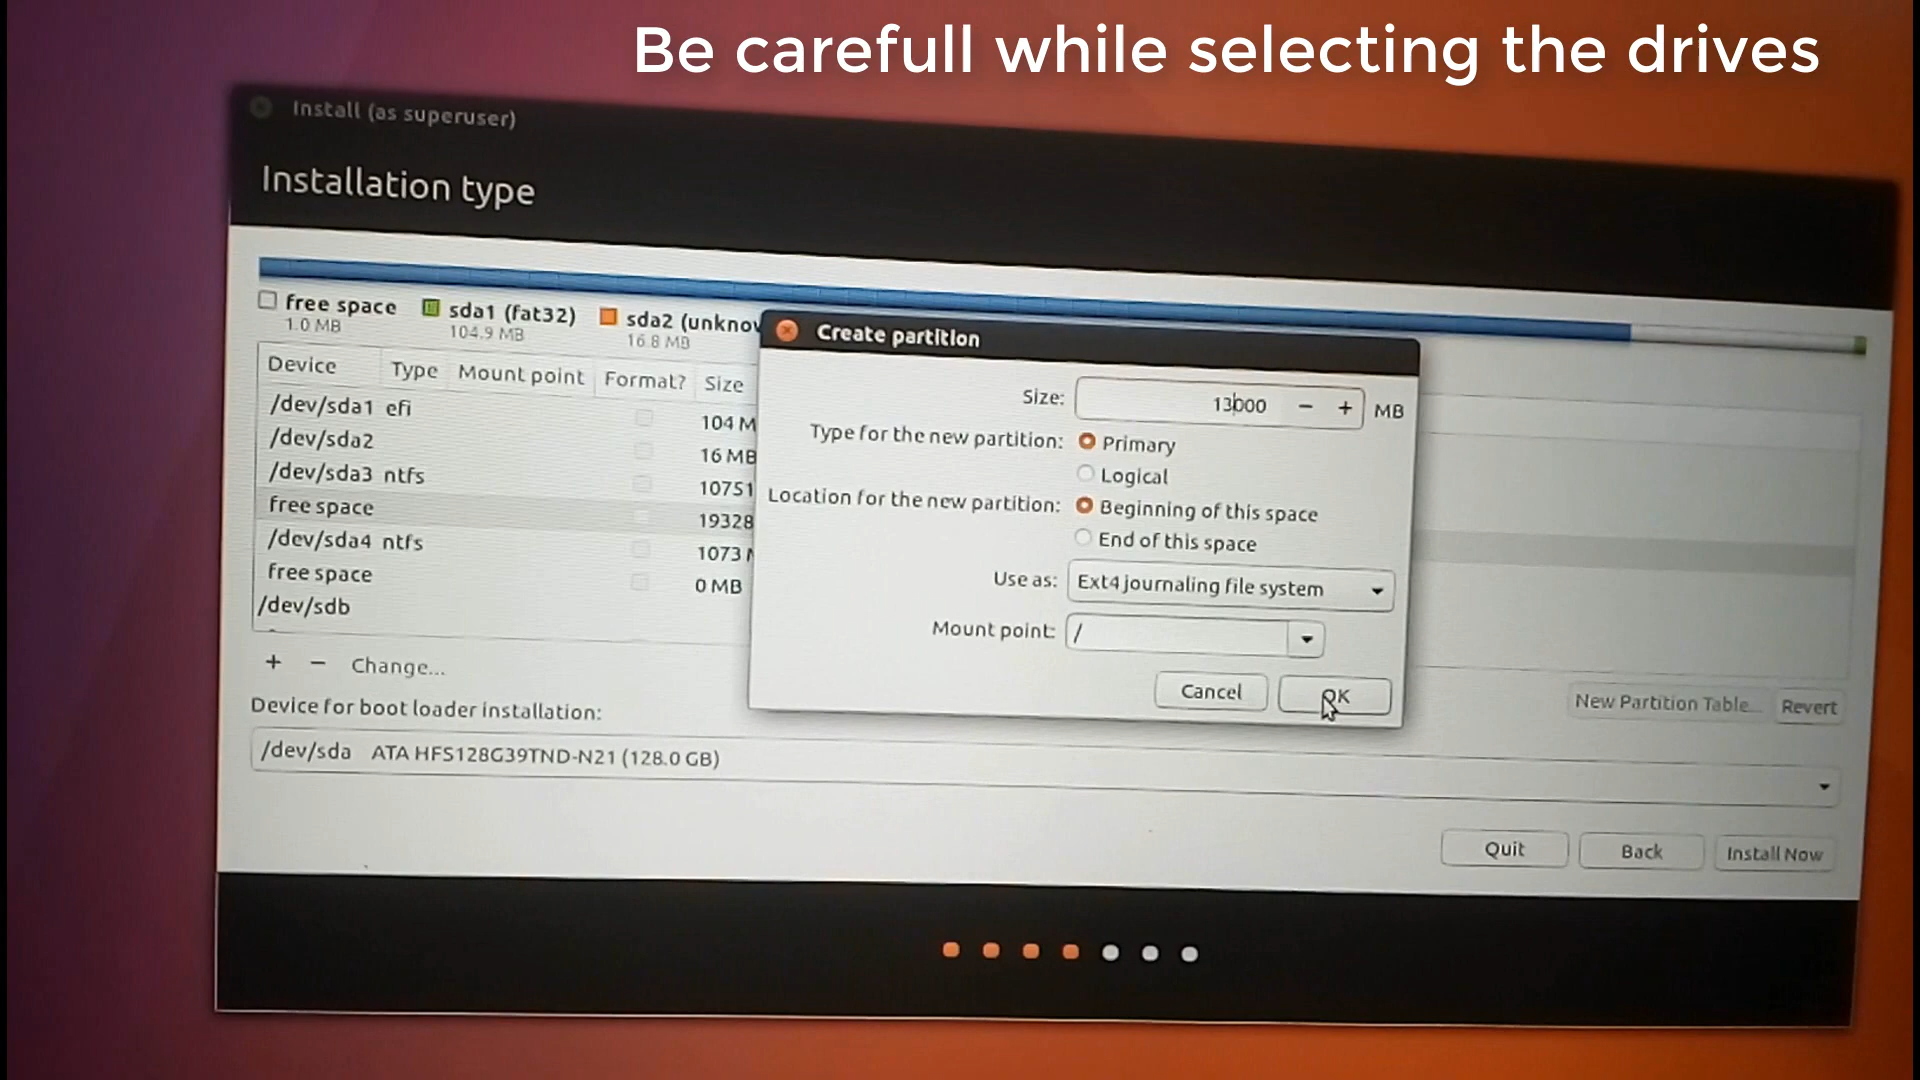 Be carefull while selecting the drives
Install (as superuser)
Installation type
free space
1.0 MB
sda1 (fat32)
104.9 MB
sda2 (unknow
16.8 MB
Device Type Mount point Format? Size
/dev/sda1 efi 104 M
/dev/sda2 16 MB
/dev/sda3 ntfs 10751
free space 19328
/dev/sda4 ntfs 1073
free space 0 MB
/dev/sdb
Create partition
Size: 13000 − + MB
Type for the new partition: Primary
Logical
Location for the new partition: Beginning of this space
End of this space
Use as: Ext4 journaling file system
Mount point: /
Cancel OK
+ − Change...
New Partition Table... Revert
Device for boot loader installation:
/dev/sda ATA HFS128G39TND-N21 (128.0 GB)
Quit Back Install Now